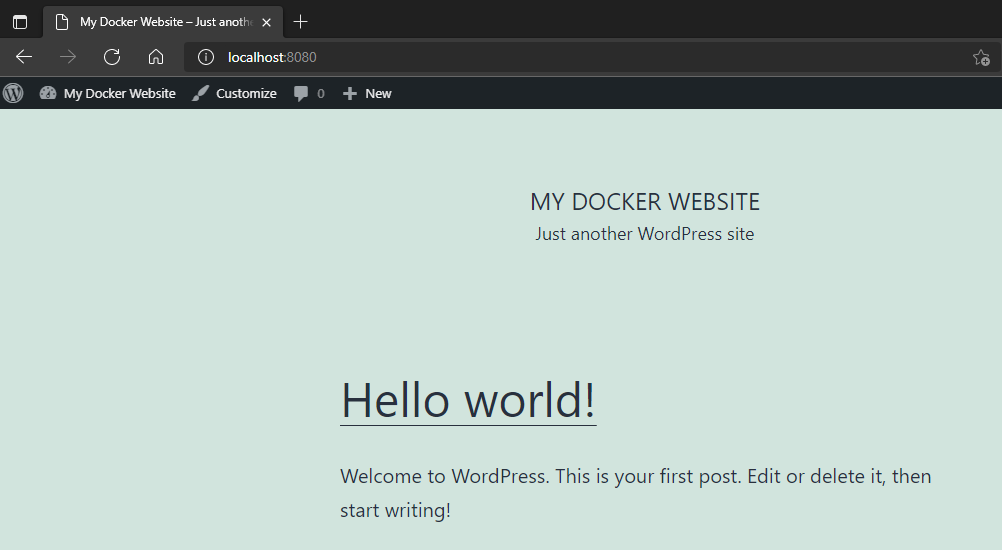 My Docker Website – Just anoth
localhost:8080
My Docker Website Customize 0 New
MY DOCKER WEBSITE
Just another WordPress site
Hello world!
Welcome to WordPress. This is your first post. Edit or delete it, then
start writing!